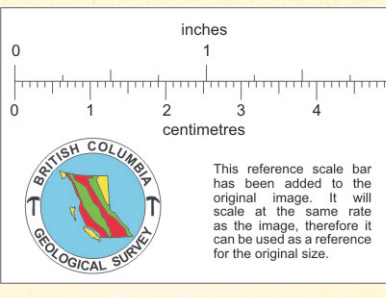 inches
0 1
0 1 2 3 4
centimetres
BRITISH COLUMBIA
GEOLOGICAL SURVEY
This reference scale bar
has been added to the
original image. It will
scale at the same rate
as the image, therefore it
can be used as a reference
for the original size.